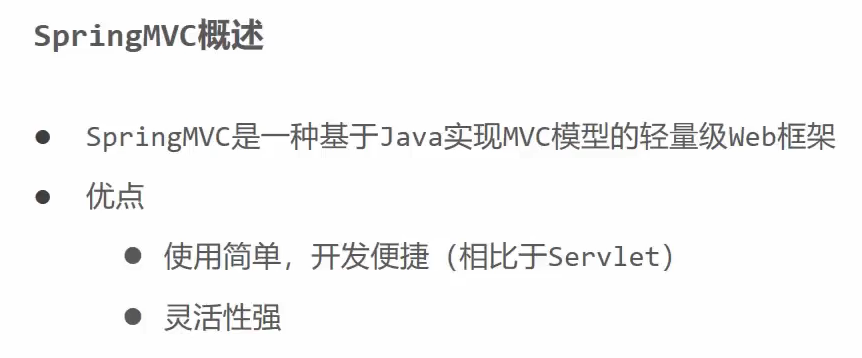 SpringMVC概述
● SpringMVC是一种基于Java实现MVC模型的轻量级Web框架
● 优点
● 使用简单，开发便捷（相比于Servlet）
● 灵活性强